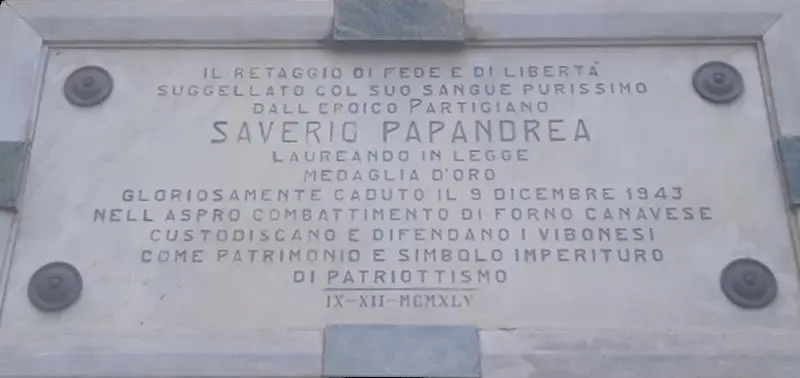 IL RETAGGIO DI FEDE E DI LIBERTÀ
SUGGELLATO COL SUO SANGUE PURISSIMO
DALL'EROICO PARTIGIANO
SAVERIO PAPANDREA
LAUREANDO IN LEGGE
MEDAGLIA D'ORO
GLORIOSAMENTE CADUTO IL 9 DICEMBRE 1943
NELL'ASPRO COMBATTIMENTO DI FORNO CANAVESE
CUSTODISCANO E DIFENDANO I VIBONESI
COME PATRIMONIO E SIMBOLO IMPERITURO
DI PATRIOTTISMO
IX-XII-MCMXLV